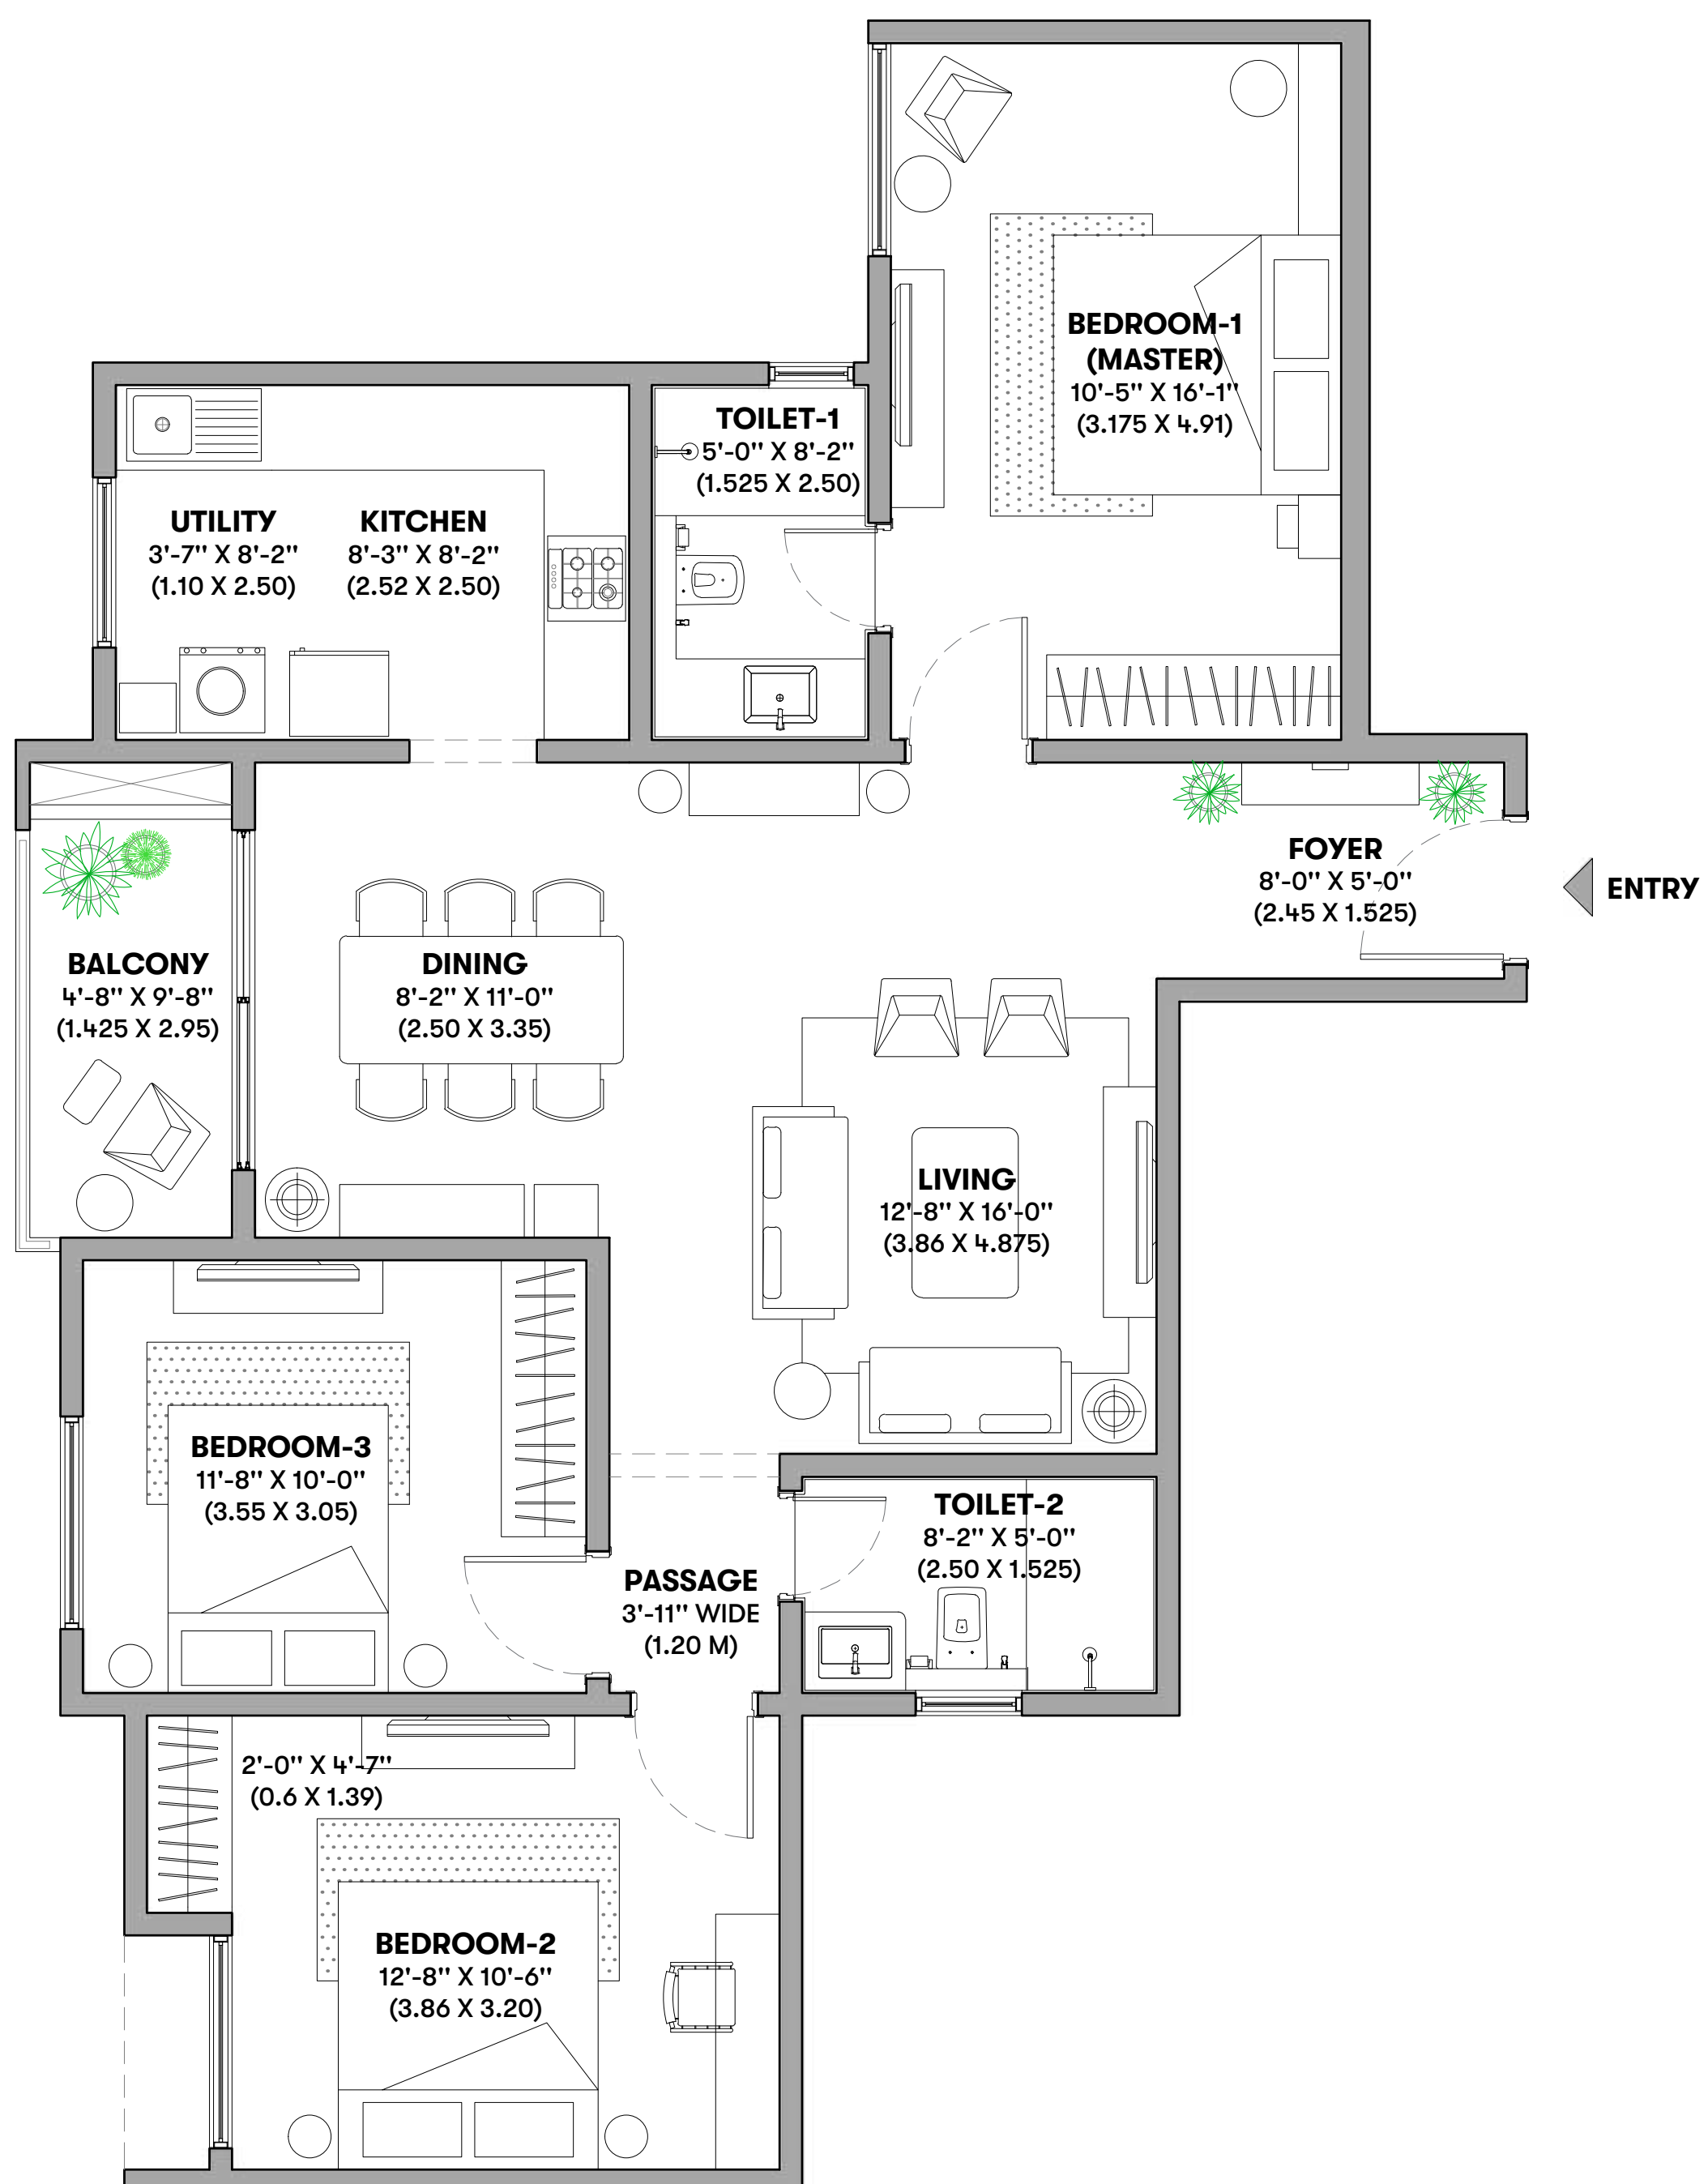 BEDROOM-1
(MASTER)
10'-5" X 16'-1"
(3.175 X 4.91)
TOILET-1
5'-0" X 8'-2"
(1.525 X 2.50)
UTILITY
3'-7" X 8'-2"
(1.10 X 2.50)
KITCHEN
8'-3" X 8'-2"
(2.52 X 2.50)
FOYER
8'-0" X 5'-0"
(2.45 X 1.525)
ENTRY
BALCONY
4'-8" X 9'-8"
(1.425 X 2.95)
DINING
8'-2" X 11'-0"
(2.50 X 3.35)
LIVING
12'-8" X 16'-0"
(3.86 X 4.875)
BEDROOM-3
11'-8" X 10'-0"
(3.55 X 3.05)
TOILET-2
8'-2" X 5'-0"
(2.50 X 1.525)
PASSAGE
3'-11" WIDE
(1.20 M)
2'-0" X 4'-7"
(0.6 X 1.39)
BEDROOM-2
12'-8" X 10'-6"
(3.86 X 3.20)